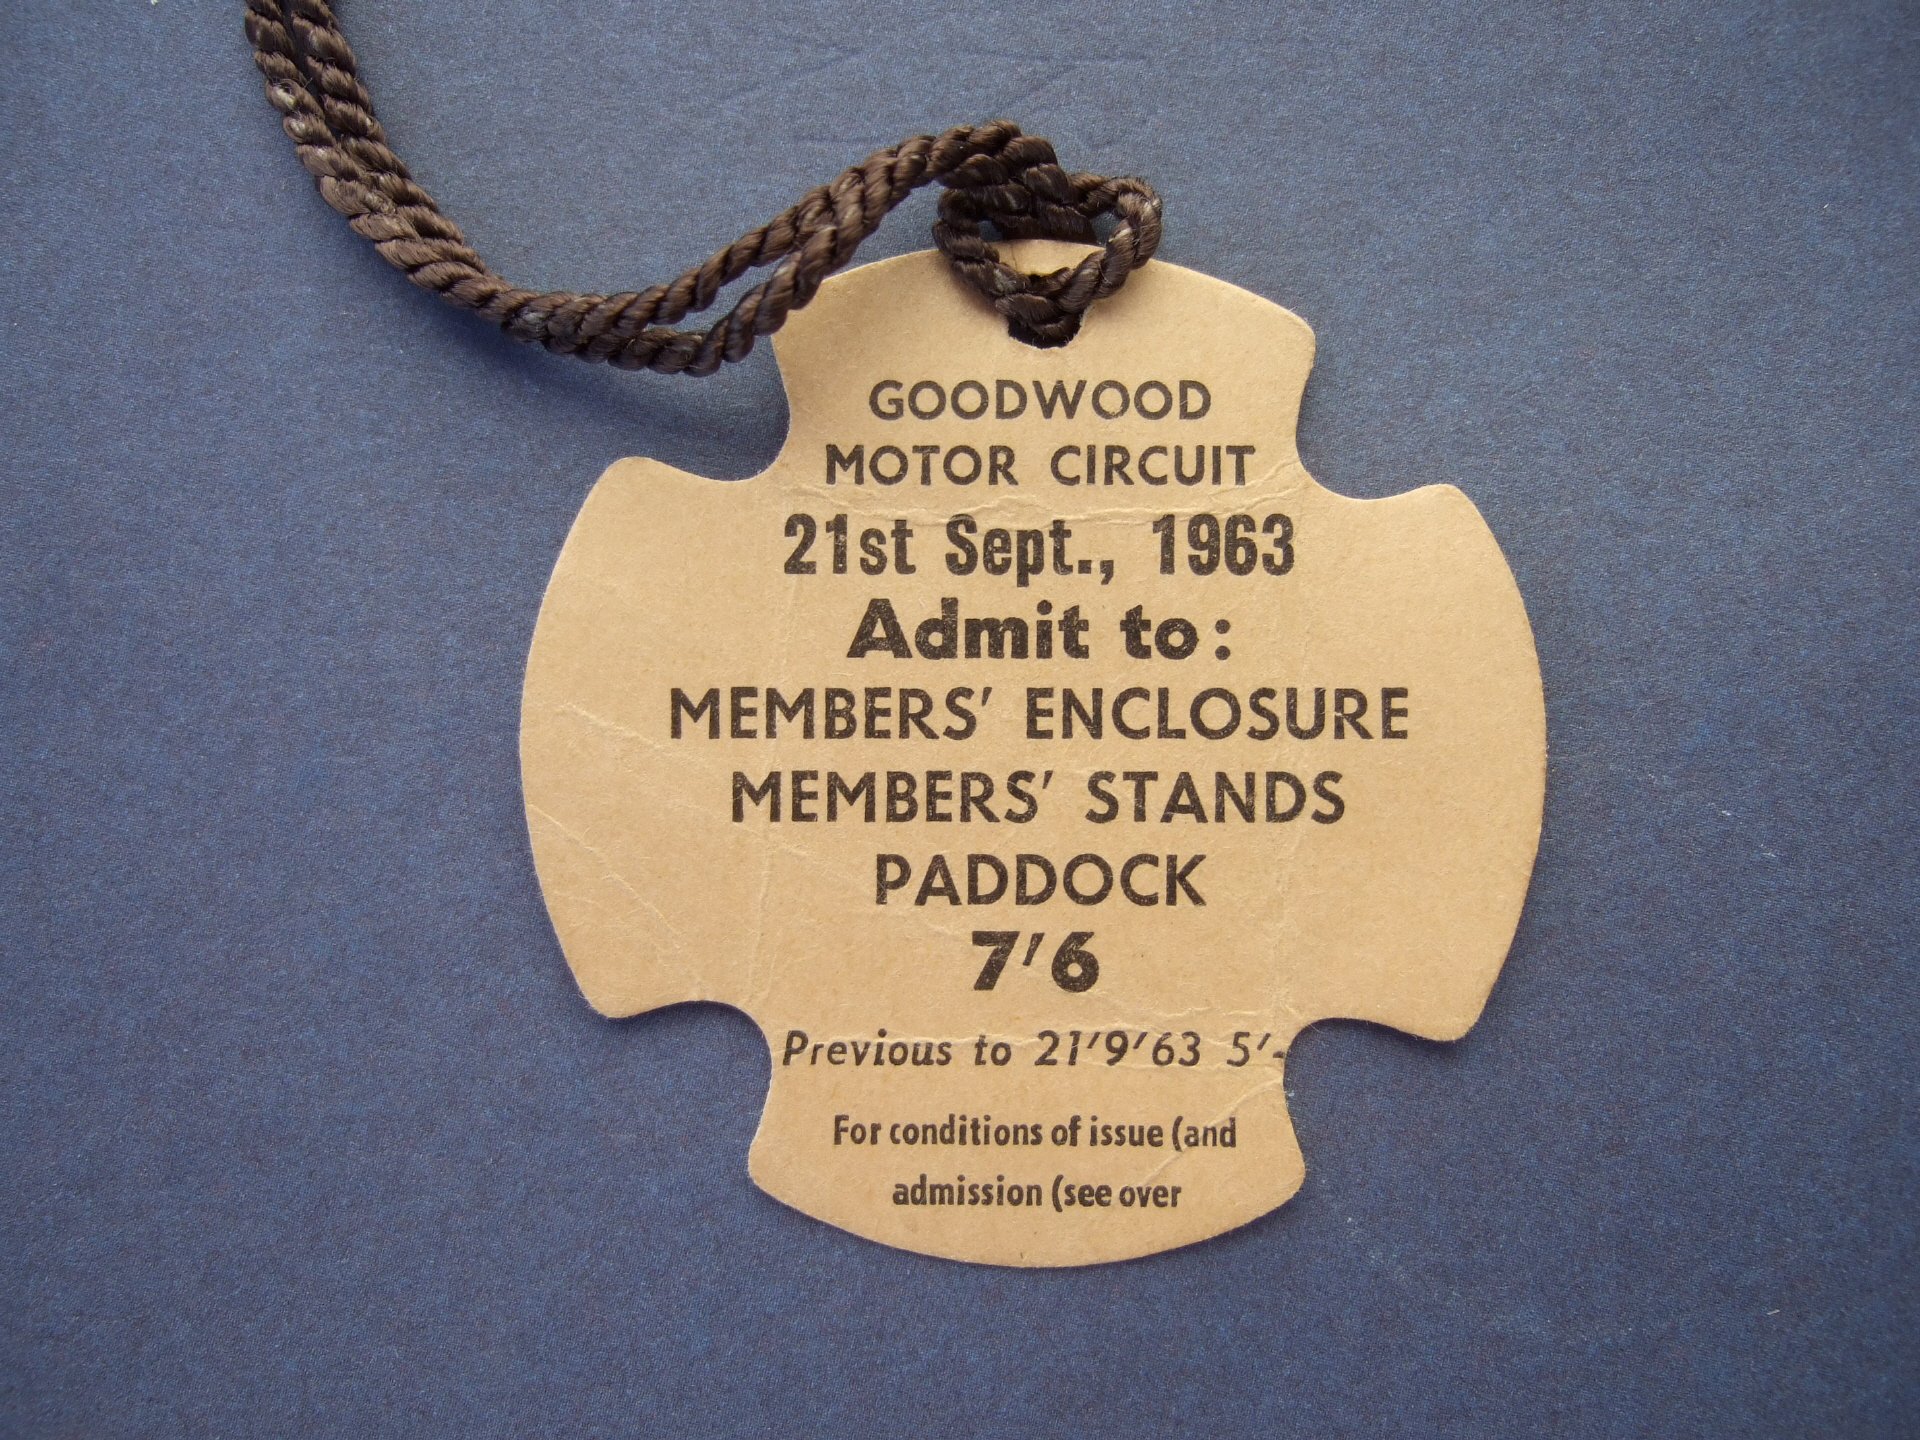 GOODWOOD
MOTOR CIRCUIT
21st Sept., 1963
Admit to:
MEMBERS' ENCLOSURE
MEMBERS' STANDS
PADDOCK
7'6
Previous to 21'9'63 5'-
For conditions of issue (and
admission (see over